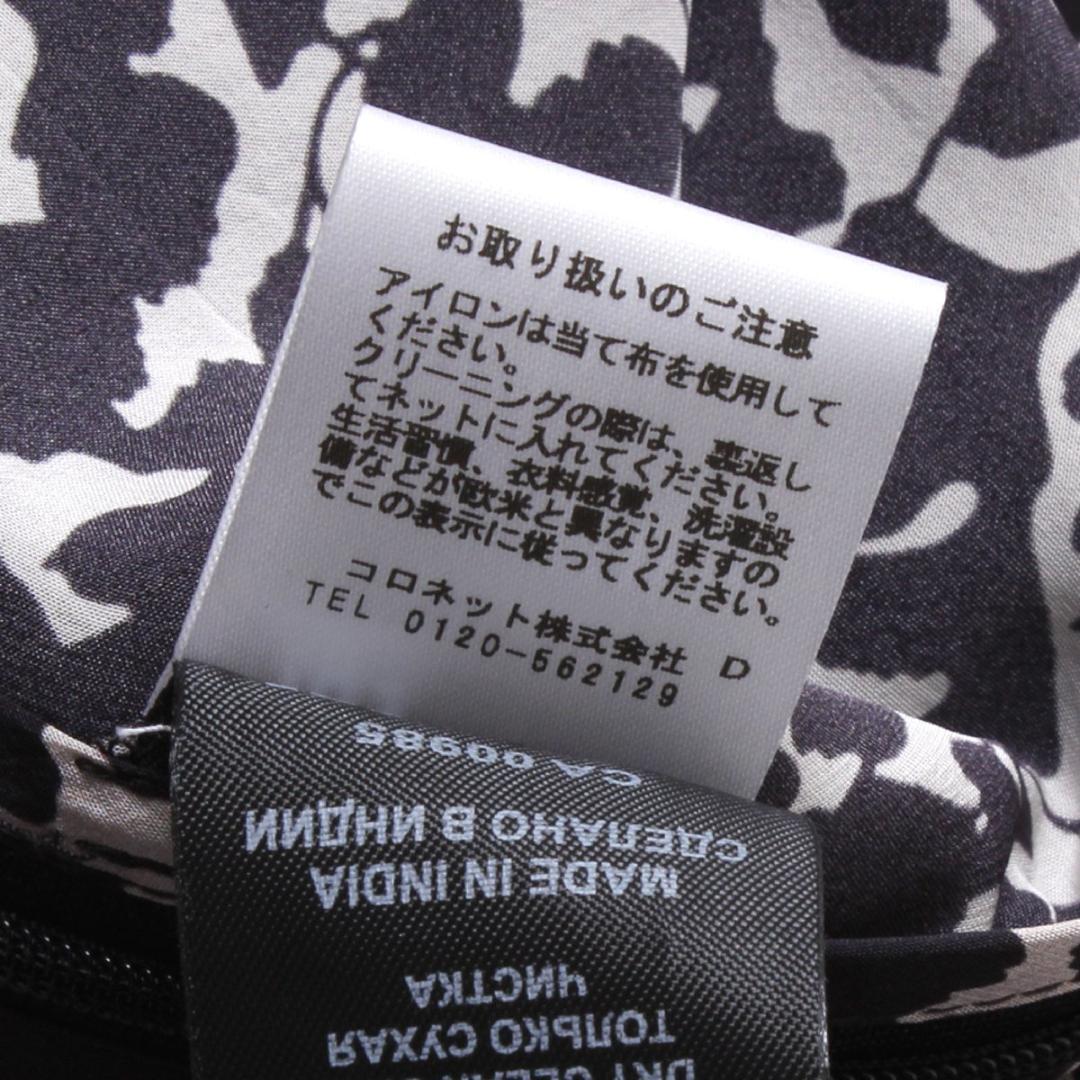 お取り扱いのご注意
アイロンは当て布を使用して
ください。
クリーニングの際は、裏返し
てネットに入れてください。
生活習慣、衣料感覚、洗濯設
備などが欧米と異なりますの
でこの表示に従ってください。
コロネット株式会社 D
TEL 0120-562129
CA 00985
СДЕЛАНО В ИНДИИ
MADE IN INDIA
ЧИСТКА
ТОЛЬКО СУХАЯ
DRY CLEAN ONLY